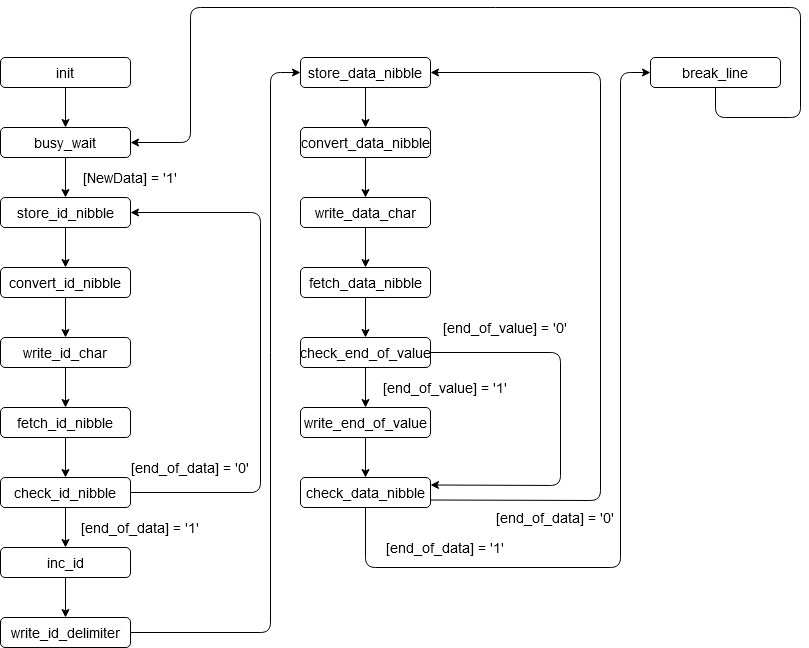 init
busy_wait
[NewData] = '1'
store_id_nibble
convert_id_nibble
write_id_char
fetch_id_nibble
[end_of_data] = '0'
check_id_nibble
[end_of_data] = '1'
inc_id
write_id_delimiter
store_data_nibble
convert_data_nibble
write_data_char
fetch_data_nibble
[end_of_value] = '0'
check_end_of_value
[end_of_value] = '1'
write_end_of_value
check_data_nibble
[end_of_data] = '0'
[end_of_data] = '1'
break_line